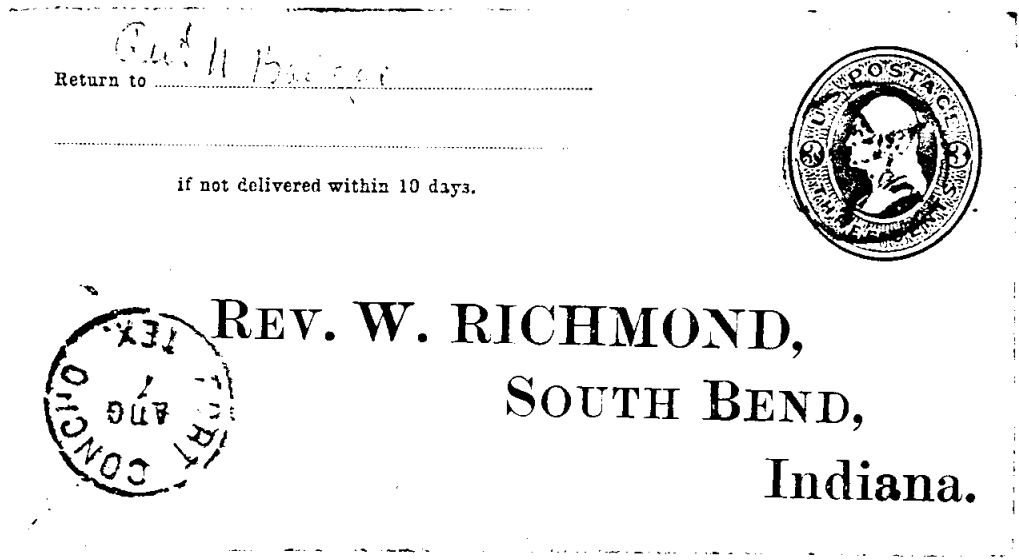 Return to
if not delivered within 10 days.
U.S. POSTAGE
3 3
THREE CENTS
REV. W. RICHMOND,
SOUTH BEND,
Indiana.
FORT CONCHO
TEX.
AUG
7